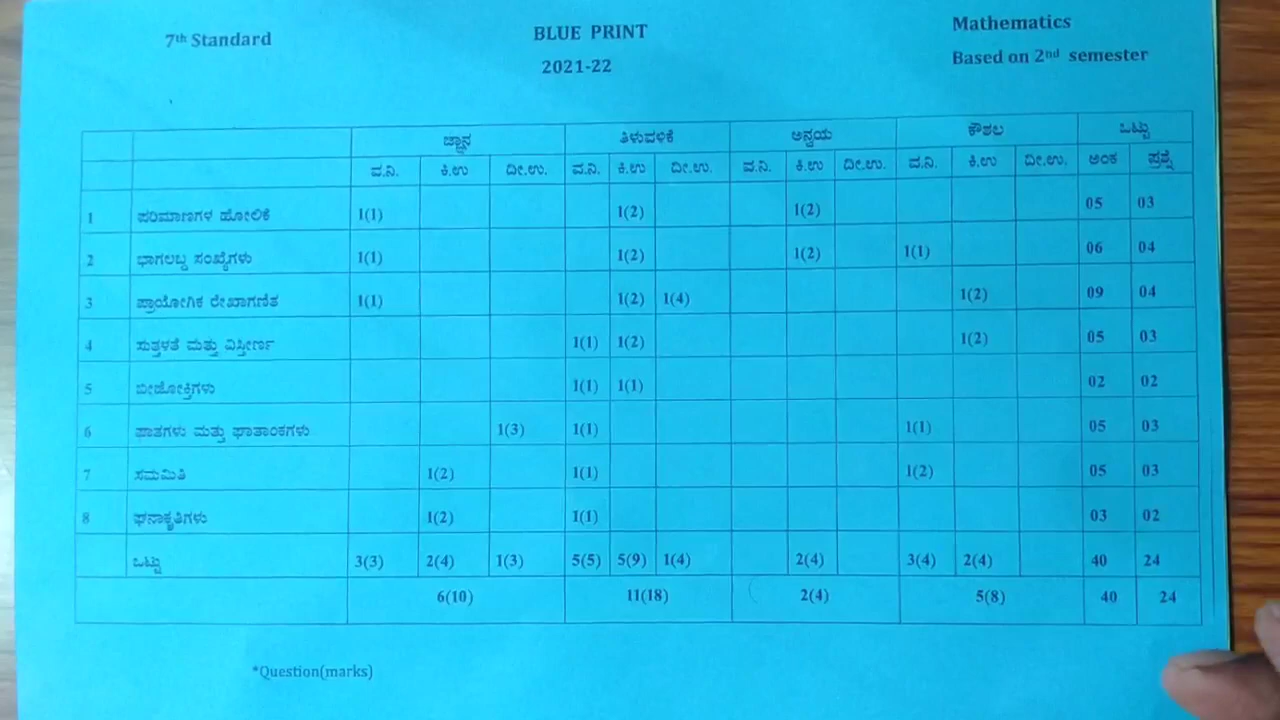 7th Standard BLUE PRINT Mathematics
2021-22 Based on 2nd semester
ಜ್ಞಾನ ತಿಳುವಳಿಕೆ ಅನ್ವಯ ಕೌಶಲ ಒಟ್ಟು
ವ.ನಿ. ಕಿ.ಉ ದೀ.ಉ. ವ.ನಿ. ಕಿ.ಉ ದೀ.ಉ. ವ.ನಿ. ಕಿ.ಉ ದೀ.ಉ. ವ.ನಿ. ಕಿ.ಉ ದೀ.ಉ. ಅಂಕ ಪ್ರಶ್ನೆ
1 ಪರಿಮಾಣಗಳ ಹೋಲಿಕೆ 1(1) 1(2) 1(2) 05 03
2 ಭಾಗಲಬ್ದ ಸಂಖ್ಯೆಗಳು 1(1) 1(2) 1(2) 1(1) 06 04
3 ಪ್ರಾಯೋಗಿಕ ರೇಖಾಗಣಿತ 1(1) 1(2) 1(4) 1(2) 09 04
4 ಸುತ್ತಳತೆ ಮತ್ತು ವಿಸ್ತೀರ್ಣ 1(1) 1(2) 1(2) 05 03
5 ಬೀಜೋಕ್ತಿಗಳು 1(1) 1(1) 02 02
6 ಘಾತಗಳು ಮತ್ತು ಘಾತಾಂಕಗಳು 1(3) 1(1) 1(1) 05 03
7 ಸಮಮಿತಿ 1(2) 1(1) 1(2) 05 03
8 ಘನಾಕೃತಿಗಳು 1(2) 1(1) 03 02
ಒಟ್ಟು 3(3) 2(4) 1(3) 5(5) 5(9) 1(4) 2(4) 3(4) 2(4) 40 24
6(10) 11(18) 2(4) 5(8) 40 24
*Question(marks)